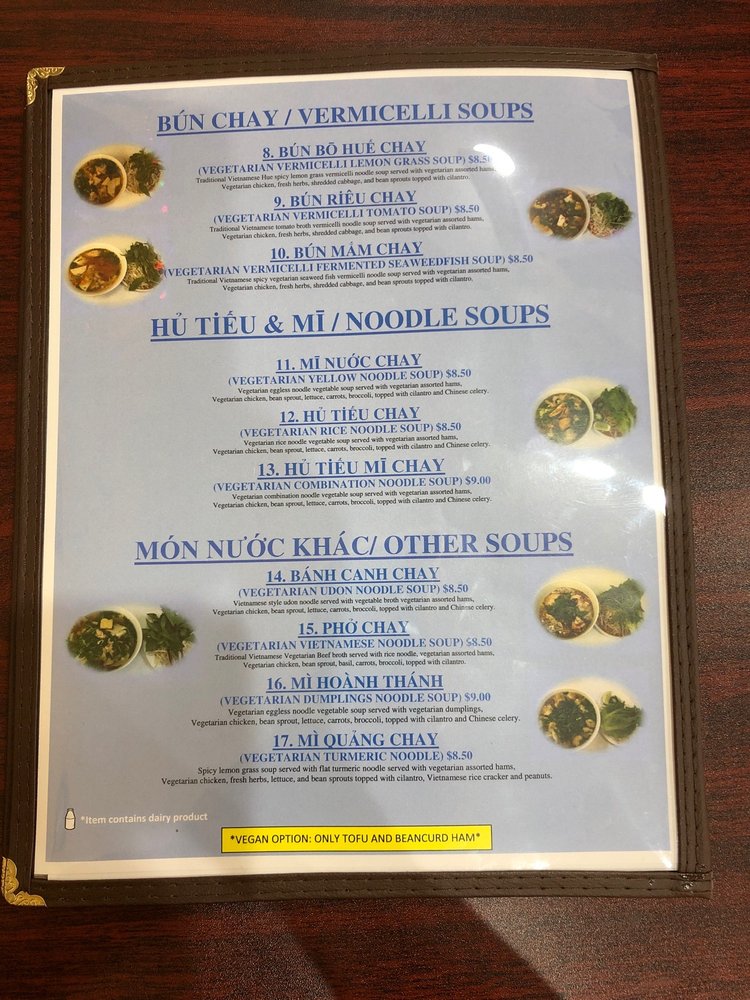 BÚN CHAY / VERMICELLI SOUPS
8. BÚN BÕ HUẾ CHAY
(VEGETARIAN VERMICELLI LEMON GRASS SOUP) $8.50
Traditional Vietnamese Hue spicy lemon grass vermicelli noodle soup served with vegetarian assorted hams,
Vegetarian chicken, fresh herbs, shredded cabbage, and bean sprouts topped with cilantro.
9. BÚN RIÊU CHAY
(VEGETARIAN VERMICELLI TOMATO SOUP) $8.50
Traditional Vietnamese tomato broth vermicelli noodle soup served with vegetarian assorted hams,
Vegetarian chicken, fresh herbs, shredded cabbage, and bean sprouts topped with cilantro.
10. BÚN MẮM CHAY
(VEGETARIAN VERMICELLI FERMENTED SEAWEEDFISH SOUP) $8.50
Traditional Vietnamese spicy vegetarian seaweed fish vermicelli noodle soup served with vegetarian assorted hams,
Vegetarian chicken, fresh herbs, shredded cabbage, and bean sprouts topped with cilantro.
HỦ TiẾU & MĪ / NOODLE SOUPS
11. MĪ NƯỚC CHAY
(VEGETARIAN YELLOW NOODLE SOUP) $8.50
Vegetarian eggless noodle vegetable soup served with vegetarian assorted hams,
Vegetarian chicken, bean sprout, lettuce, carrots, broccoli, topped with cilantro and Chinese celery.
12. HỦ TiẾU CHAY
(VEGETARIAN RICE NOODLE SOUP) $8.50
Vegetarian rice noodle vegetable soup served with vegetarian assorted hams,
Vegetarian chicken, bean sprout, lettuce, carrots, broccoli, topped with cilantro and Chinese celery.
13. HỦ TiẾU MĪ CHAY
(VEGETARIAN COMBINATION NOODLE SOUP) $9.00
Vegetarian combination noodle vegetable soup served with vegetarian assorted hams,
Vegetarian chicken, bean sprout, lettuce, carrots, broccoli, topped with cilantro and Chinese celery.
MÓN NƯỚC KHÁC/ OTHER SOUPS
14. BÁNH CANH CHAY
(VEGETARIAN UDON NOODLE SOUP) $8.50
Vietnamese style udon noodle served with vegetable broth vegetarian assorted hams,
Vegetarian chicken, bean sprout, lettuce, carrots, broccoli, topped with cilantro and Chinese celery.
15. PHỞ CHAY
(VEGETARIAN VIETNAMESE NOODLE SOUP) $8.50
Traditional Vietnamese Vegetarian Beef broth served with rice noodle, vegetarian assorted hams,
Vegetarian chicken, bean sprout, basil, carrots, broccoli, topped with cilantro.
16. MÌ HOÀNH THÁNH
(VEGETARIAN DUMPLINGS NOODLE SOUP) $9.00
Vegetarian eggless noodle vegetable soup served with vegetarian dumplings,
Vegetarian chicken, bean sprout, lettuce, carrots, broccoli, topped with cilantro and Chinese celery.
17. MÌ QUẢNG CHAY
(VEGETARIAN TURMERIC NOODLE) $8.50
Spicy lemon grass soup served with flat turmeric noodle served with vegetarian assorted hams,
Vegetarian chicken, fresh herbs, lettuce, and bean sprouts topped with cilantro, Vietnamese rice cracker and peanuts.
*Item contains dairy product
*VEGAN OPTION: ONLY TOFU AND BEANCURD HAM*